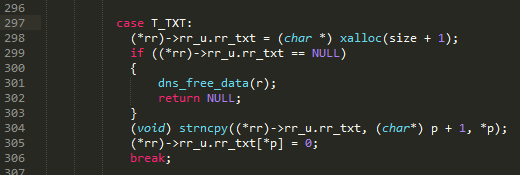 296
297 case T_TXT:
298 (*rr)->rr_u.rr_txt = (char *) xalloc(size + 1);
299 if ((*rr)->rr_u.rr_txt == NULL)
300 {
301 dns_free_data(r);
302 return NULL;
303 }
304 (void) strncpy((*rr)->rr_u.rr_txt, (char*) p + 1, *p);
305 (*rr)->rr_u.rr_txt[*p] = 0;
306 break;